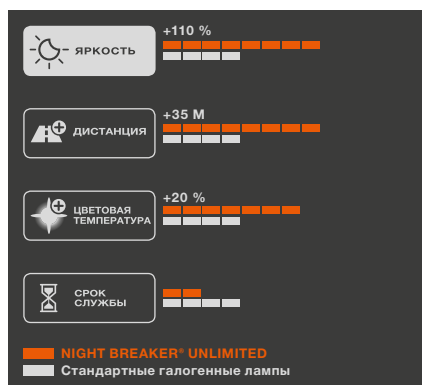 +110 %
ЯРКОСТЬ
+35 М
ДИСТАНЦИЯ
+20 %
ЦВЕТОВАЯ
ТЕМПЕРАТУРА
СРОК
СЛУЖБЫ
NIGHT BREAKER® UNLIMITED
Стандартные галогенные лампы